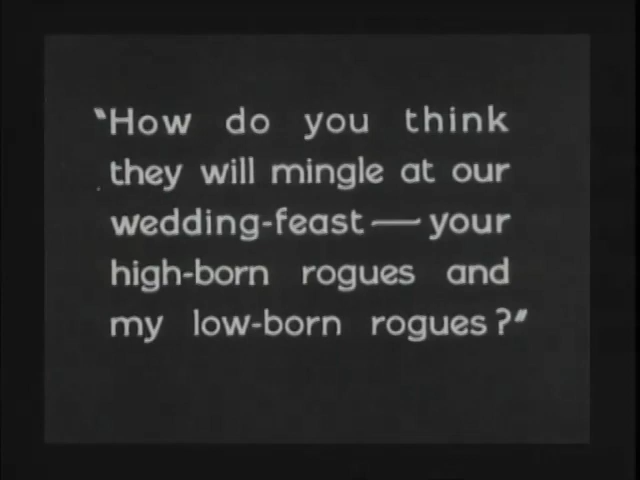 "How do you think
they will mingle at our
wedding-feast — your
high-born rogues and
my low-born rogues?"